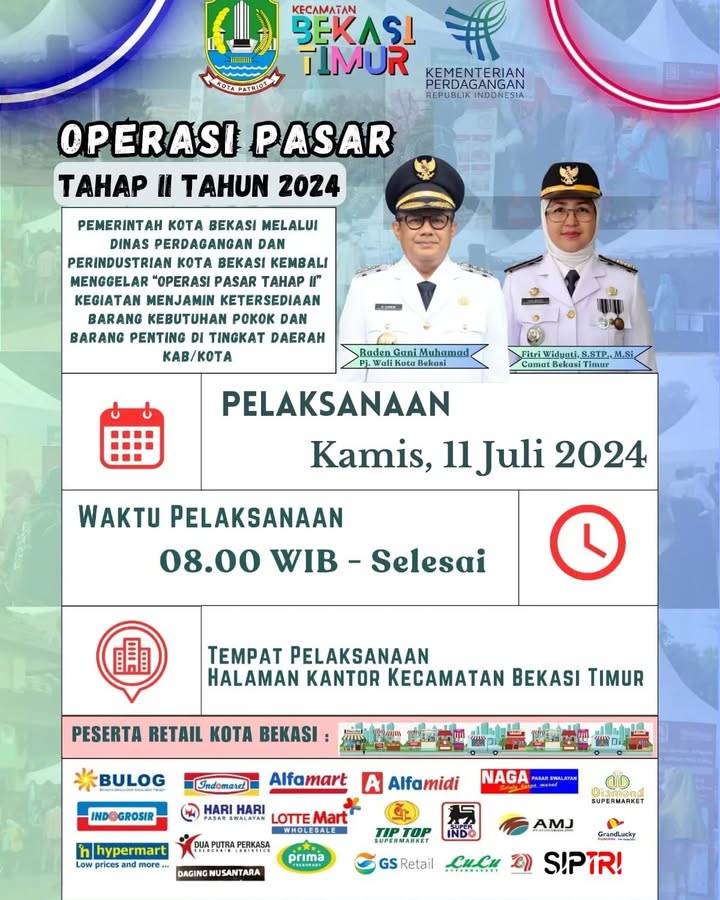 KOTA PATRIOT
KECAMATAN
BEKASI
TIMUR
KEMENTERIAN
PERDAGANGAN
REPUBLIK INDONESIA
OPERASI PASAR
TAHAP II TAHUN 2024
PEMERINTAH KOTA BEKASI MELALUI
DINAS PERDAGANGAN DAN
PERINDUSTRIAN KOTA BEKASI KEMBALI
MENGGELAR “OPERASI PASAR TAHAP II”
KEGIATAN MENJAMIN KETERSEDIAAN
BARANG KEBUTUHAN POKOK DAN
BARANG PENTING DI TINGKAT DAERAH
KAB/KOTA
Raden Gani Muhamad
Pj. Wali Kota Bekasi
Fitri Widyati, S.STP., M.Si
Camat Bekasi Timur
PELAKSANAAN
Kamis, 11 Juli 2024
WAKTU PELAKSANAAN
08.00 WIB - Selesai
TEMPAT PELAKSANAAN
HALAMAN KANTOR KECAMATAN BEKASI TIMUR
PESERTA RETAIL KOTA BEKASI :
BULOG
Indomaret
Alfamart
Alfamidi
NAGA PASAR SWALAYAN
Diamond
SUPERMARKET
INDOGROSIR
HARI HARI
PASAR SWALAYAN
LOTTE Mart
WHOLESALE
TIP TOP
SUPERMARKET
SUPER
INDO
AMJ
GrandLucky
hypermart
Low prices and more ...
DUA PUTRA PERKASA
DAGING NUSANTARA
prima
FRESHMART
GS Retail
LuLu
HYPERMARKET
SIPTRI